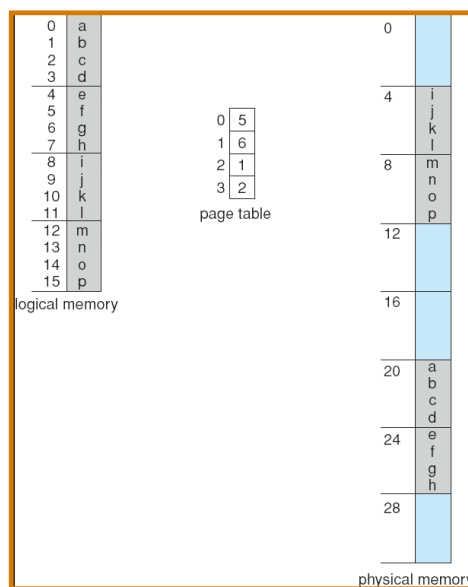 0 a
1 b
2 c
3 d
4 e
5 f
6 g
7 h
8 i
9 j
10 k
11 l
12 m
13 n
14 o
15 p
logical memory
0 5
1 6
2 1
3 2
page table
0
4 i
j
k
l
8 m
n
o
p
12
16
20 a
b
c
d
24 e
f
g
h
28
physical memory